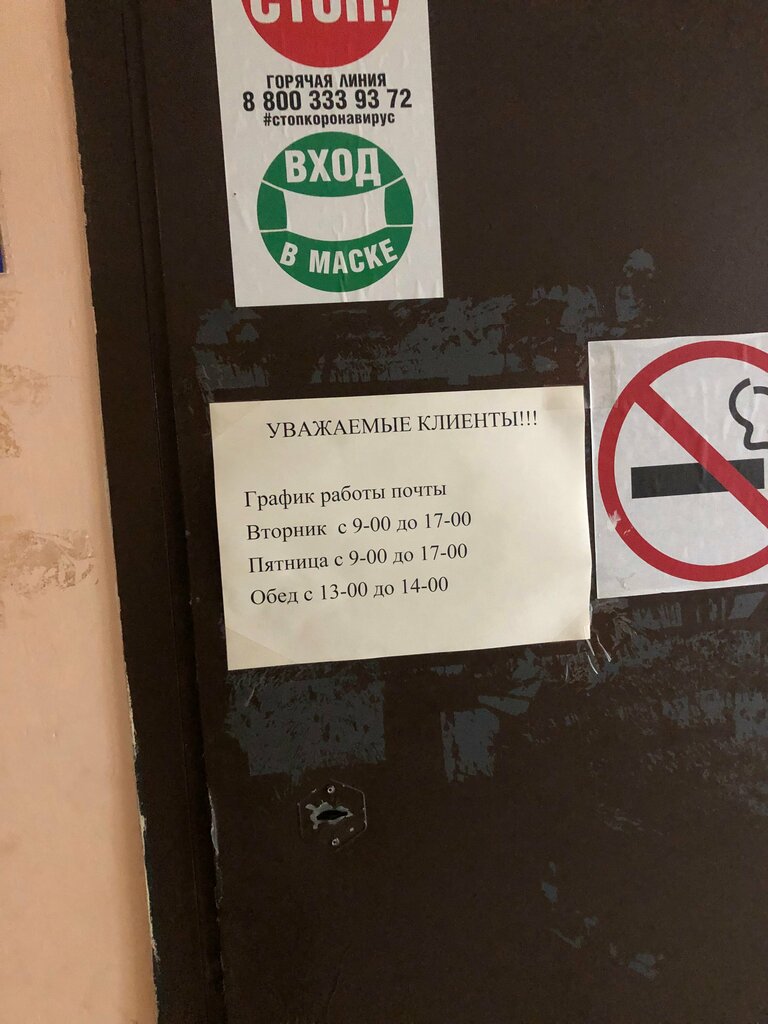 СТОП!
ГОРЯЧАЯ ЛИНИЯ
8 800 333 93 72
#стопкоронавирус
ВХОД
В МАСКЕ
УВАЖАЕМЫЕ КЛИЕНТЫ!!!
График работы почты
Вторник с 9-00 до 17-00
Пятница с 9-00 до 17-00
Обед с 13-00 до 14-00